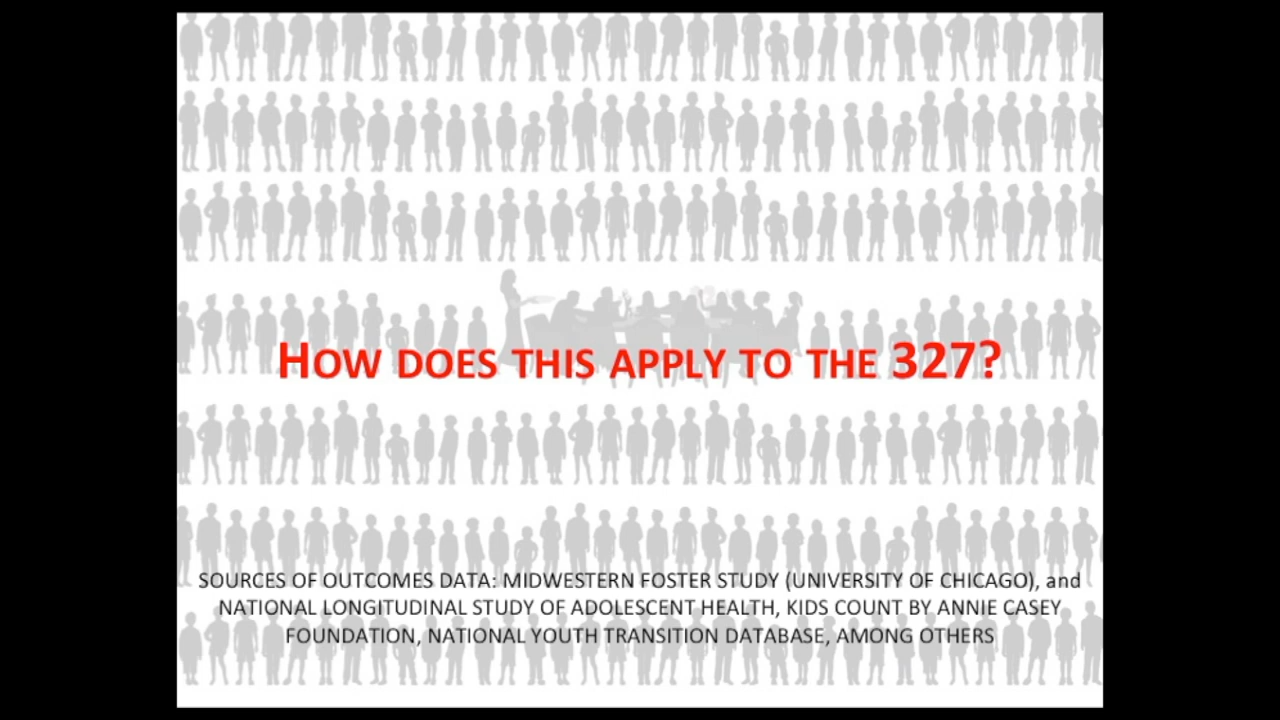 HOW DOES THIS APPLY TO THE 327?
SOURCES OF OUTCOMES DATA: MIDWESTERN FOSTER STUDY (UNIVERSITY OF CHICAGO), and
NATIONAL LONGITUDINAL STUDY OF ADOLESCENT HEALTH, KIDS COUNT BY ANNIE CASEY
FOUNDATION, NATIONAL YOUTH TRANSITION DATABASE, AMONG OTHERS